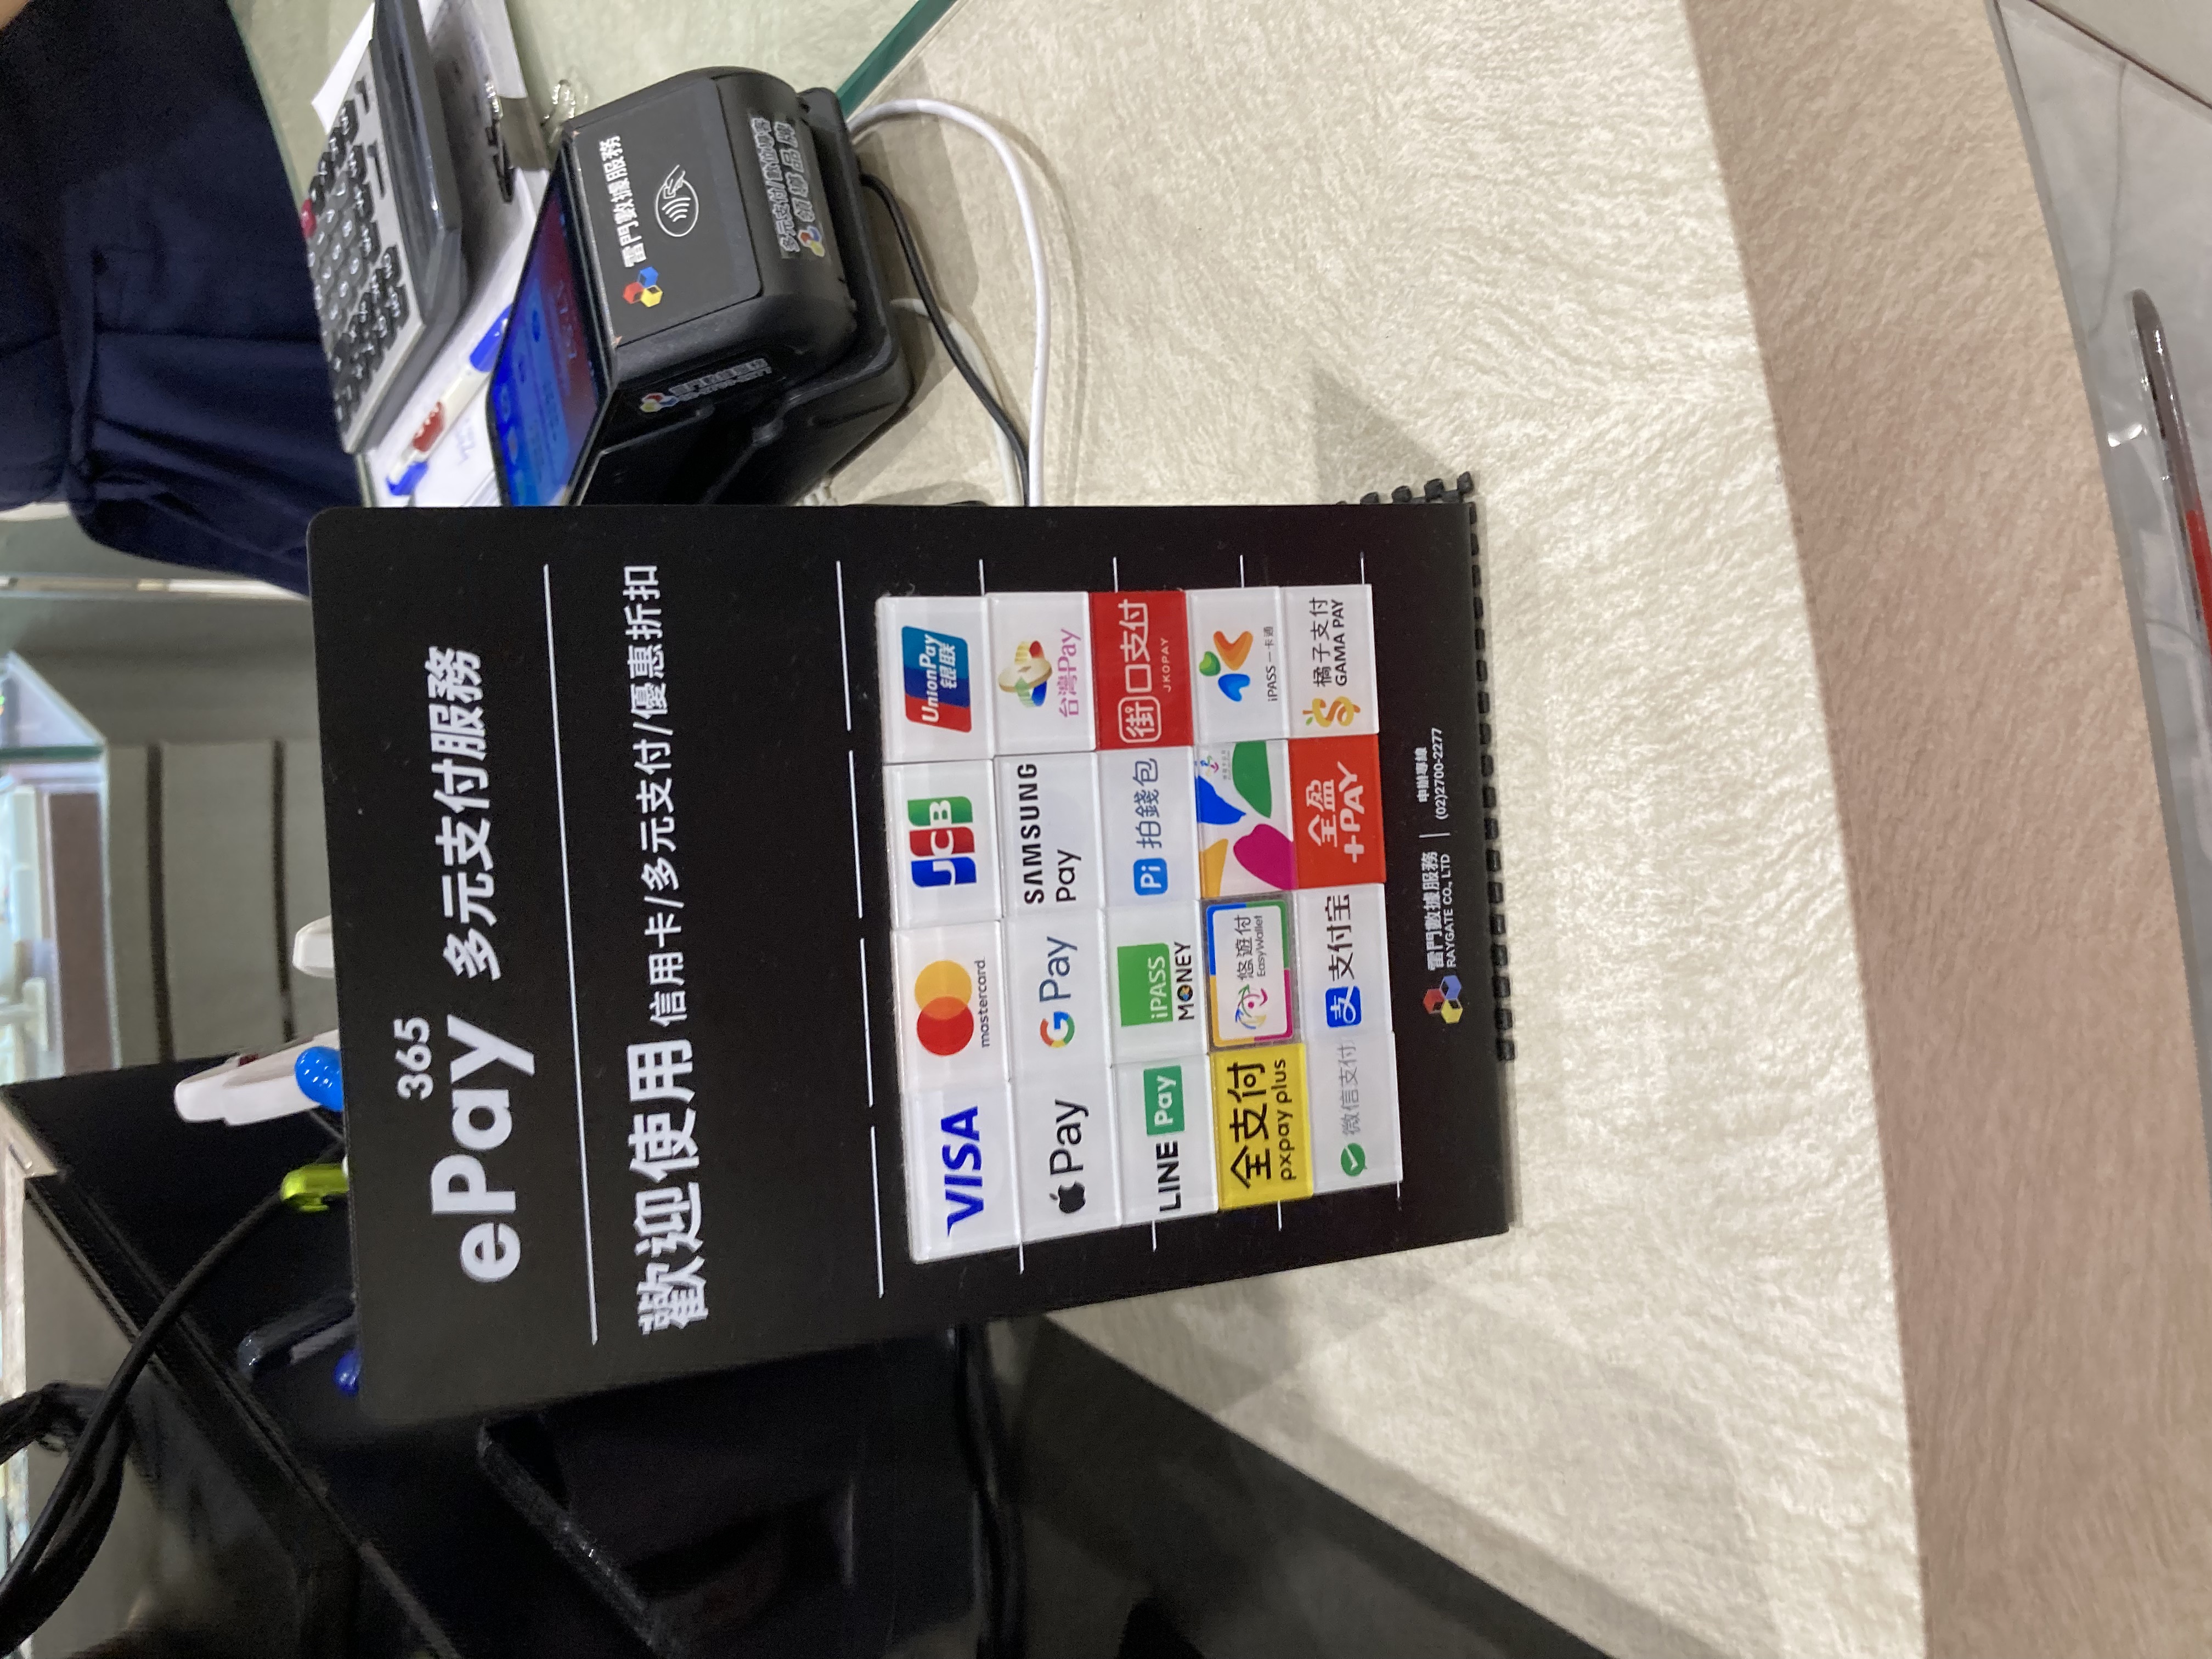 365
ePay 多元支付服務
歡迎使用 信用卡/多元支付/優惠折扣
VISA
mastercard
JCB
UnionPay
银联
Pay
G Pay
SAMSUNG
Pay
台灣Pay
LINE Pay
iPASS
MONEY
Pi 拍錢包
街口支付
JKOPAY
全支付
pxpay plus
悠遊付
EasyWallet
iPASS 一卡通
微信支付
支 支付宝
全盈
+PAY
橘子支付
GAMA PAY
雷門數據服務
RAYGATE CO., LTD
申辦專線
(02)2700-2277
雷門數據服務
多元支付/數位導客
領導品牌